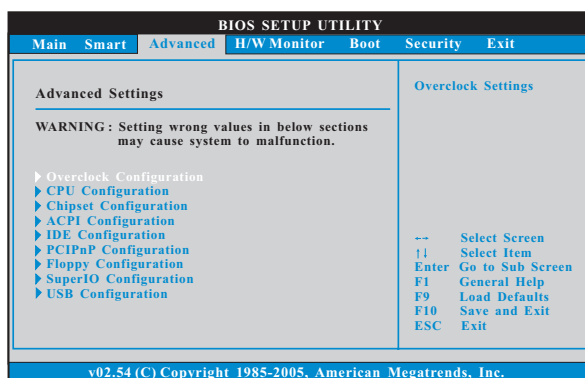 BIOS SETUP UTILITY
Main Smart Advanced H/W Monitor Boot Security Exit
Advanced Settings
WARNING : Setting wrong values in below sections
may cause system to malfunction.
Overclock Configuration
CPU Configuration
Chipset Configuration
ACPI Configuration
IDE Configuration
PCIPnP Configuration
Floppy Configuration
SuperIO Configuration
USB Configuration
Overclock Settings
←→ Select Screen
↑↓ Select Item
Enter Go to Sub Screen
F1 General Help
F9 Load Defaults
F10 Save and Exit
ESC Exit
v02.54 (C) Copyright 1985-2005, American Megatrends, Inc.